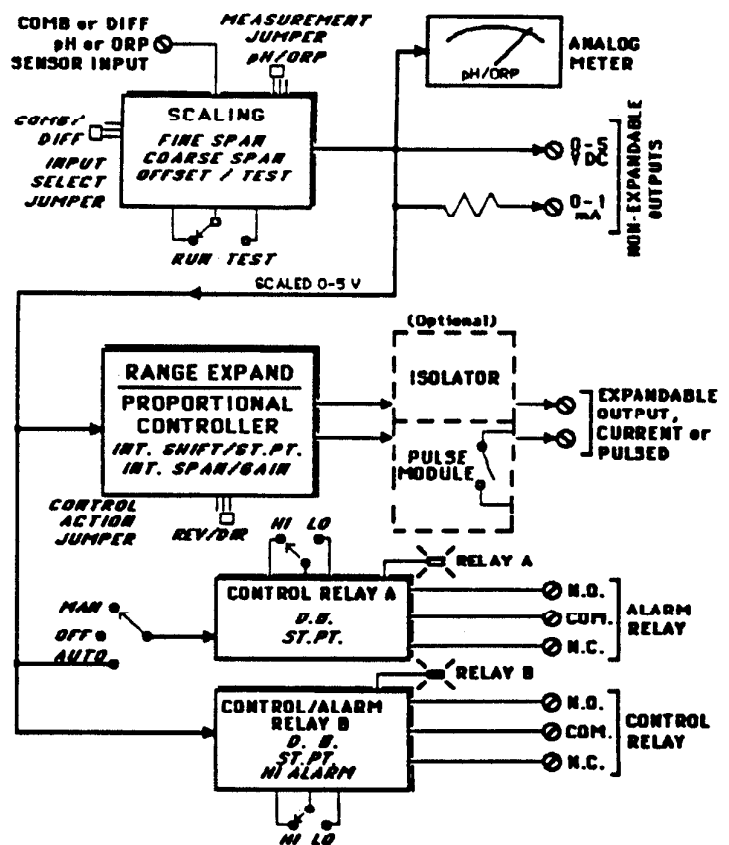 COMB or DIFF
pH or ORP
SENSOR INPUT
MEASUREMENT
JUMPER
pH/ORP
pH/ORP
ANALOG
METER
COMB/
DIFF
INPUT
SELECT
JUMPER
SCALING
FINE SPAN
COARSE SPAN
OFFSET / TEST
RUN TEST
0-5
VDC
0-1
mA
NON-EXPANDABLE
OUTPUTS
SCALED 0-5 V
(Optional)
ISOLATOR
PULSE
MODULE
RANGE EXPAND
PROPORTIONAL
CONTROLLER
INT. SHIFT/ST.PT.
INT. SPAN/GAIN
EXPANDABLE
OUTPUT,
CURRENT or
PULSED
CONTROL
ACTION
JUMPER
REV/DIR
HI LO
RELAY A
CONTROL RELAY A
D.B.
ST.PT.
MAN
OFF
AUTO
N.O.
COM.
N.C.
ALARM
RELAY
RELAY B
CONTROL/ALARM
RELAY B
D. B.
ST.PT.
HI ALARM
N.O.
COM.
N.C.
CONTROL
RELAY
HI LO